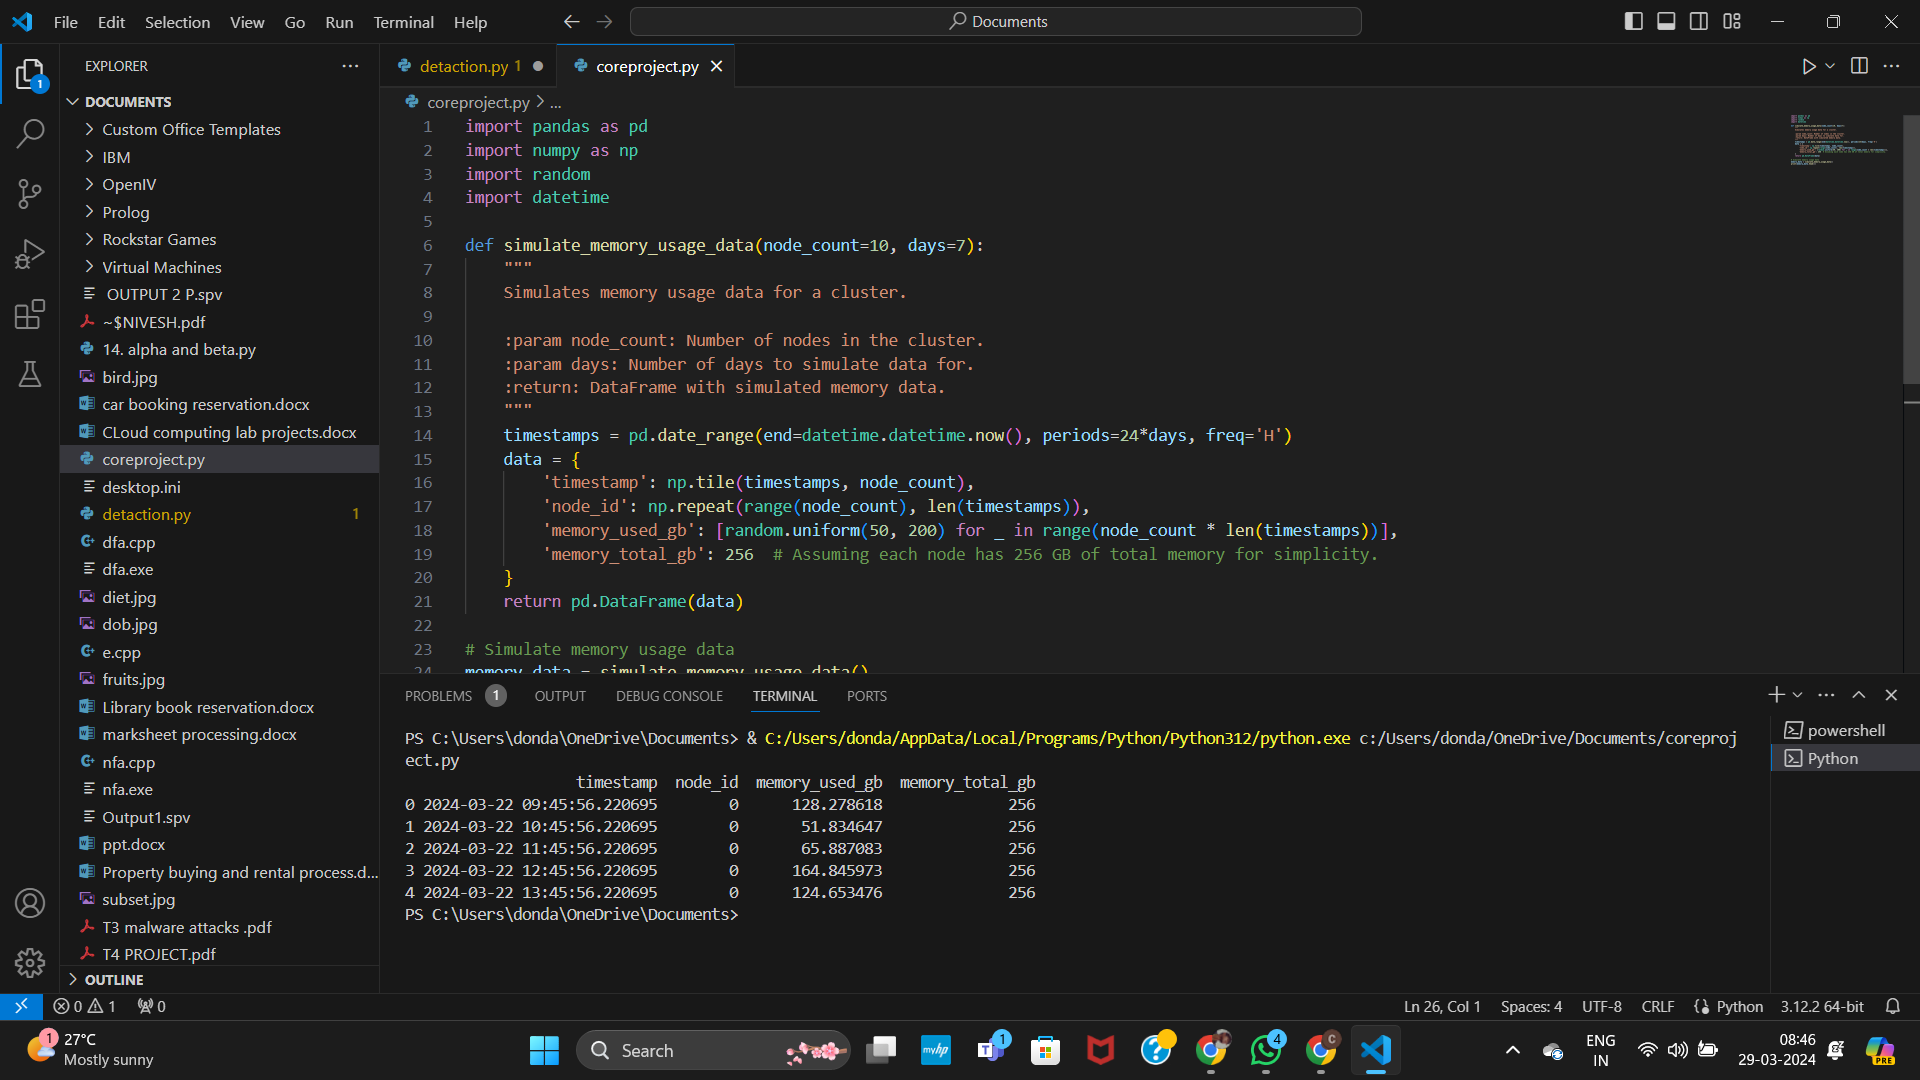 File Edit Selection View Go Run Terminal Help
Documents
EXPLORER
detaction.py 1
coreproject.py
DOCUMENTS
Custom Office Templates
IBM
OpenIV
Prolog
Rockstar Games
Virtual Machines
OUTPUT 2 P.spv
~$NIVESH.pdf
14. alpha and beta.py
bird.jpg
car booking reservation.docx
CLoud computing lab projects.docx
coreproject.py
desktop.ini
detaction.py 1
dfa.cpp
dfa.exe
diet.jpg
dob.jpg
e.cpp
fruits.jpg
Library book reservation.docx
marksheet processing.docx
nfa.cpp
nfa.exe
Output1.spv
ppt.docx
Property buying and rental process.d...
subset.jpg
T3 malware attacks .pdf
T4 PROJECT.pdf
OUTLINE
coreproject.py > ...
1 import pandas as pd
2 import numpy as np
3 import random
4 import datetime
5
6 def simulate_memory_usage_data(node_count=10, days=7):
7 """
8 Simulates memory usage data for a cluster.
9
10 :param node_count: Number of nodes in the cluster.
11 :param days: Number of days to simulate data for.
12 :return: DataFrame with simulated memory data.
13 """
14 timestamps = pd.date_range(end=datetime.datetime.now(), periods=24*days, freq='H')
15 data = {
16 'timestamp': np.tile(timestamps, node_count),
17 'node_id': np.repeat(range(node_count), len(timestamps)),
18 'memory_used_gb': [random.uniform(50, 200) for _ in range(node_count * len(timestamps))],
19 'memory_total_gb': 256 # Assuming each node has 256 GB of total memory for simplicity.
20 }
21 return pd.DataFrame(data)
22
23 # Simulate memory usage data
24 memory_data = simulate_memory_usage_data()
PROBLEMS 1 OUTPUT DEBUG CONSOLE TERMINAL PORTS
PS C:\Users\donda\OneDrive\Documents> & C:/Users/donda/AppData/Local/Programs/Python/Python312/python.exe c:/Users/donda/OneDrive/Documents/coreproj
ect.py
timestamp node_id memory_used_gb memory_total_gb
0 2024-03-22 09:45:56.220695 0 128.278618 256
1 2024-03-22 10:45:56.220695 0 51.834647 256
2 2024-03-22 11:45:56.220695 0 65.887083 256
3 2024-03-22 12:45:56.220695 0 164.845973 256
4 2024-03-22 13:45:56.220695 0 124.653476 256
PS C:\Users\donda\OneDrive\Documents>
powershell
Python
0 1 0
Ln 26, Col 1 Spaces: 4 UTF-8 CRLF Python 3.12.2 64-bit
1
27°C
Mostly sunny
Search
myhp
1
4
C
ENG
IN
08:46
29-03-2024
PRE